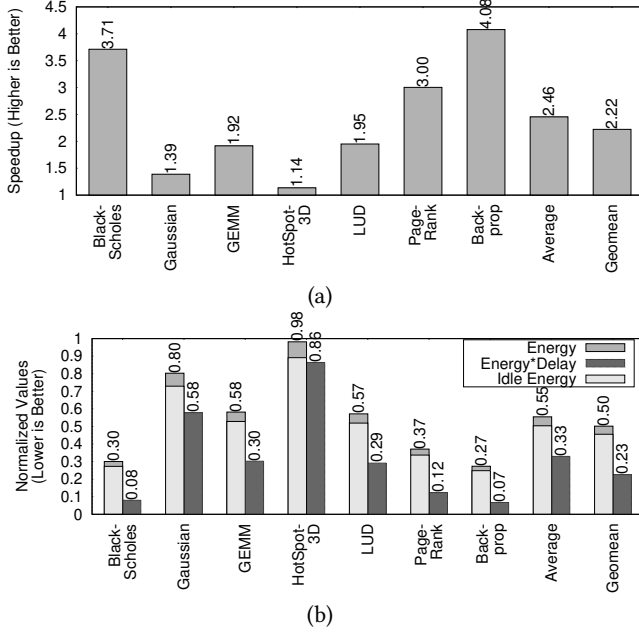 Speedup (Higher is Better)
4.5
4
3.5
3
2.5
2
1.5
1
3.71
1.39
1.92
1.14
1.95
3.00
4.08
2.46
2.22
Black-
Scholes
Gaussian
GEMM
HotSpot-
3D
LUD
Page-
Rank
Back-
prop
Average
Geomean
(a)
Normalized Values
(Lower is Better)
1
0.9
0.8
0.7
0.6
0.5
0.4
0.3
0.2
0.1
0
Energy
Energy*Delay
Idle Energy
0.30
0.08
0.80
0.58
0.58
0.30
0.98
0.86
0.57
0.29
0.37
0.12
0.27
0.07
0.55
0.33
0.50
0.23
Black-
Scholes
Gaussian
GEMM
HotSpot-
3D
LUD
Page-
Rank
Back-
prop
Average
Geomean
(b)